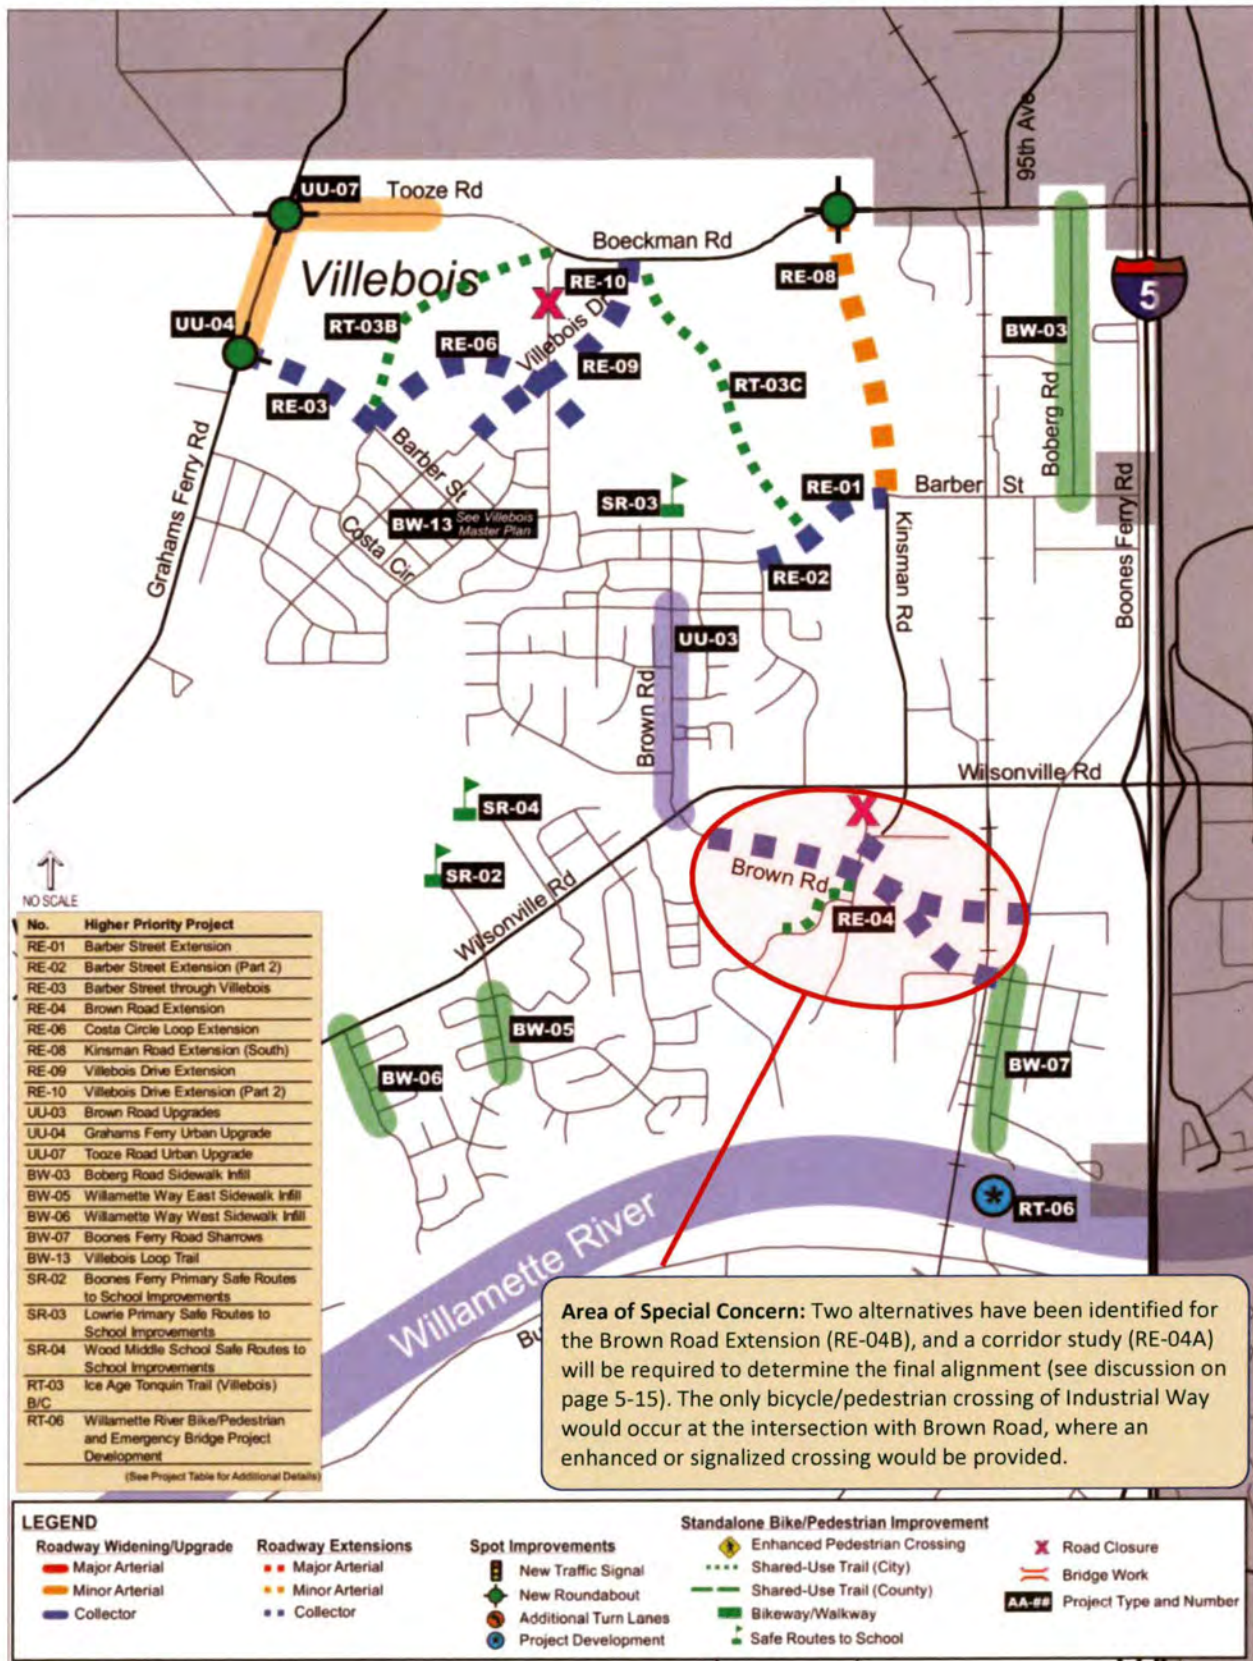 95th Ave
UU-07
Tooze Rd
Boeckman Rd
Villebois
RE-10
RE-08
5
UU-04
RT-03B
RE-06
Villebois Dr
BW-03
RE-09
RT-03C
RE-03
Boberg Rd
Barber St
Grahams Ferry Rd
RE-01
Barber St
SR-03
BW-13 See Villebois
Master Plan
Costa Cir
Kinsman Rd
Boones Ferry Rd
RE-02
UU-03
Brown Rd
Wilsonville Rd
SR-04
SR-02
Brown Rd
RE-04
Wilsonville Rd
NO SCALE
BW-05
BW-06
BW-07
RT-06
Willamette River
No. Higher Priority Project
RE-01 Barber Street Extension
RE-02 Barber Street Extension (Part 2)
RE-03 Barber Street through Villebois
RE-04 Brown Road Extension
RE-06 Costa Circle Loop Extension
RE-08 Kinsman Road Extension (South)
RE-09 Villebois Drive Extension
RE-10 Villebois Drive Extension (Part 2)
UU-03 Brown Road Upgrades
UU-04 Grahams Ferry Urban Upgrade
UU-07 Tooze Road Urban Upgrade
BW-03 Boberg Road Sidewalk Infill
BW-05 Willamette Way East Sidewalk Infill
BW-06 Willamette Way West Sidewalk Infill
BW-07 Boones Ferry Road Sharrows
BW-13 Villebois Loop Trail
SR-02 Boones Ferry Primary Safe Routes
to School Improvements
SR-03 Lowrie Primary Safe Routes to
School Improvements
SR-04 Wood Middle School Safe Routes to
School Improvements
RT-03 Ice Age Tonquin Trail (Villebois)
B/C
RT-06 Willamette River Bike/Pedestrian
and Emergency Bridge Project
Development
(See Project Table for Additional Details)
Area of Special Concern: Two alternatives have been identified for
the Brown Road Extension (RE-04B), and a corridor study (RE-04A)
will be required to determine the final alignment (see discussion on
page 5-15). The only bicycle/pedestrian crossing of Industrial Way
would occur at the intersection with Brown Road, where an
enhanced or signalized crossing would be provided.
LEGEND
Roadway Widening/Upgrade
Major Arterial
Minor Arterial
Collector
Roadway Extensions
Major Arterial
Minor Arterial
Collector
Spot Improvements
New Traffic Signal
New Roundabout
Additional Turn Lanes
Project Development
Standalone Bike/Pedestrian Improvement
Enhanced Pedestrian Crossing
Shared-Use Trail (City)
Shared-Use Trail (County)
Bikeway/Walkway
Safe Routes to School
Road Closure
Bridge Work
AA-## Project Type and Number